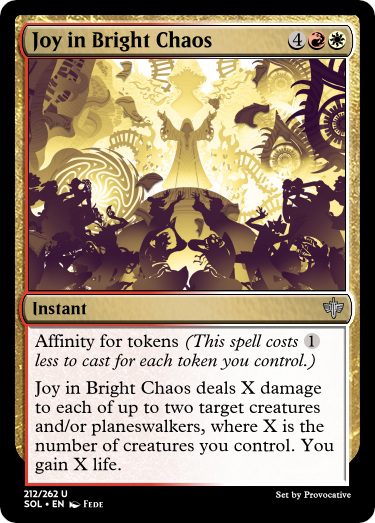 Joy in Bright Chaos 4
Instant
Affinity for tokens (This spell costs 1
less to cast for each token you control.)
Joy in Bright Chaos deals X damage
to each of up to two target creatures
and/or planeswalkers, where X is the
number of creatures you control. You
gain X life.
212/262 U
SOL • EN Fede
Set by Provocative